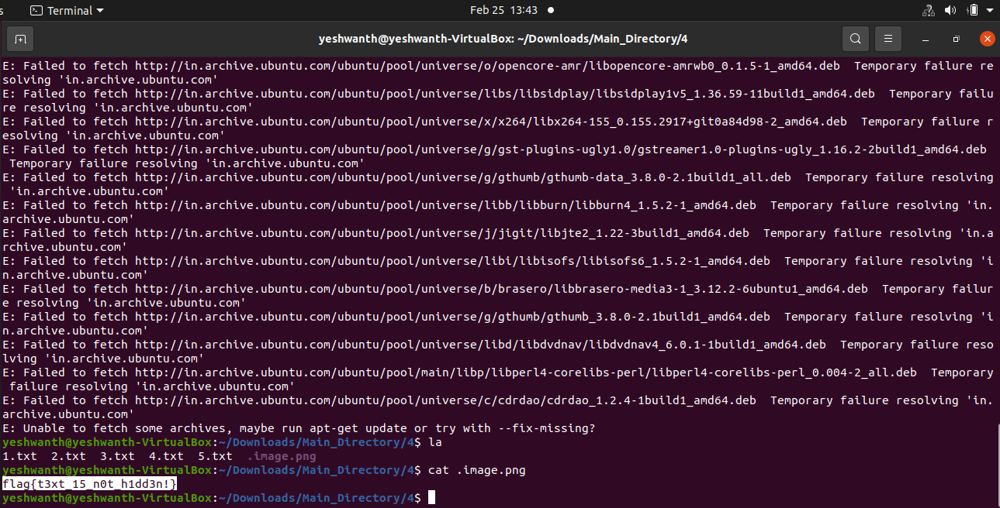 s Terminal Feb 25 13:43
yeshwanth@yeshwanth-VirtualBox: ~/Downloads/Main_Directory/4
E: Failed to fetch http://in.archive.ubuntu.com/ubuntu/pool/universe/o/opencore-amr/libopencore-amrwb0_0.1.5-1_amd64.deb  Temporary failure re
solving 'in.archive.ubuntu.com'
E: Failed to fetch http://in.archive.ubuntu.com/ubuntu/pool/universe/libs/libsidplay/libsidplay1v5_1.36.59-11build1_amd64.deb  Temporary failu
re resolving 'in.archive.ubuntu.com'
E: Failed to fetch http://in.archive.ubuntu.com/ubuntu/pool/universe/x/x264/libx264-155_0.155.2917+git0a84d98-2_amd64.deb  Temporary failure r
esolving 'in.archive.ubuntu.com'
E: Failed to fetch http://in.archive.ubuntu.com/ubuntu/pool/universe/g/gst-plugins-ugly1.0/gstreamer1.0-plugins-ugly_1.16.2-2build1_amd64.deb
 Temporary failure resolving 'in.archive.ubuntu.com'
E: Failed to fetch http://in.archive.ubuntu.com/ubuntu/pool/universe/g/gthumb/gthumb-data_3.8.0-2.1build1_all.deb  Temporary failure resolving
 'in.archive.ubuntu.com'
E: Failed to fetch http://in.archive.ubuntu.com/ubuntu/pool/universe/libb/libburn/libburn4_1.5.2-1_amd64.deb  Temporary failure resolving 'in.
archive.ubuntu.com'
E: Failed to fetch http://in.archive.ubuntu.com/ubuntu/pool/universe/j/jigit/libjte2_1.22-3build1_amd64.deb  Temporary failure resolving 'in.a
rchive.ubuntu.com'
E: Failed to fetch http://in.archive.ubuntu.com/ubuntu/pool/universe/libi/libisofs/libisofs6_1.5.2-1_amd64.deb  Temporary failure resolving 'i
n.archive.ubuntu.com'
E: Failed to fetch http://in.archive.ubuntu.com/ubuntu/pool/universe/b/brasero/libbrasero-media3-1_3.12.2-6ubuntu1_amd64.deb  Temporary failur
e resolving 'in.archive.ubuntu.com'
E: Failed to fetch http://in.archive.ubuntu.com/ubuntu/pool/universe/g/gthumb/gthumb_3.8.0-2.1build1_amd64.deb  Temporary failure resolving 'i
n.archive.ubuntu.com'
E: Failed to fetch http://in.archive.ubuntu.com/ubuntu/pool/universe/libd/libdvdnav/libdvdnav4_6.0.1-1build1_amd64.deb  Temporary failure reso
lving 'in.archive.ubuntu.com'
E: Failed to fetch http://in.archive.ubuntu.com/ubuntu/pool/main/libp/libperl4-corelibs-perl/libperl4-corelibs-perl_0.004-2_all.deb  Temporary
 failure resolving 'in.archive.ubuntu.com'
E: Failed to fetch http://in.archive.ubuntu.com/ubuntu/pool/universe/c/cdrdao/cdrdao_1.2.4-1build1_amd64.deb  Temporary failure resolving 'in.
archive.ubuntu.com'
E: Unable to fetch some archives, maybe run apt-get update or try with --fix-missing?
yeshwanth@yeshwanth-VirtualBox:~/Downloads/Main_Directory/4$ la
1.txt  2.txt  3.txt  4.txt  5.txt  .image.png
yeshwanth@yeshwanth-VirtualBox:~/Downloads/Main_Directory/4$ cat .image.png
flag{t3xt_15_n0t_h1dd3n!}
yeshwanth@yeshwanth-VirtualBox:~/Downloads/Main_Directory/4$